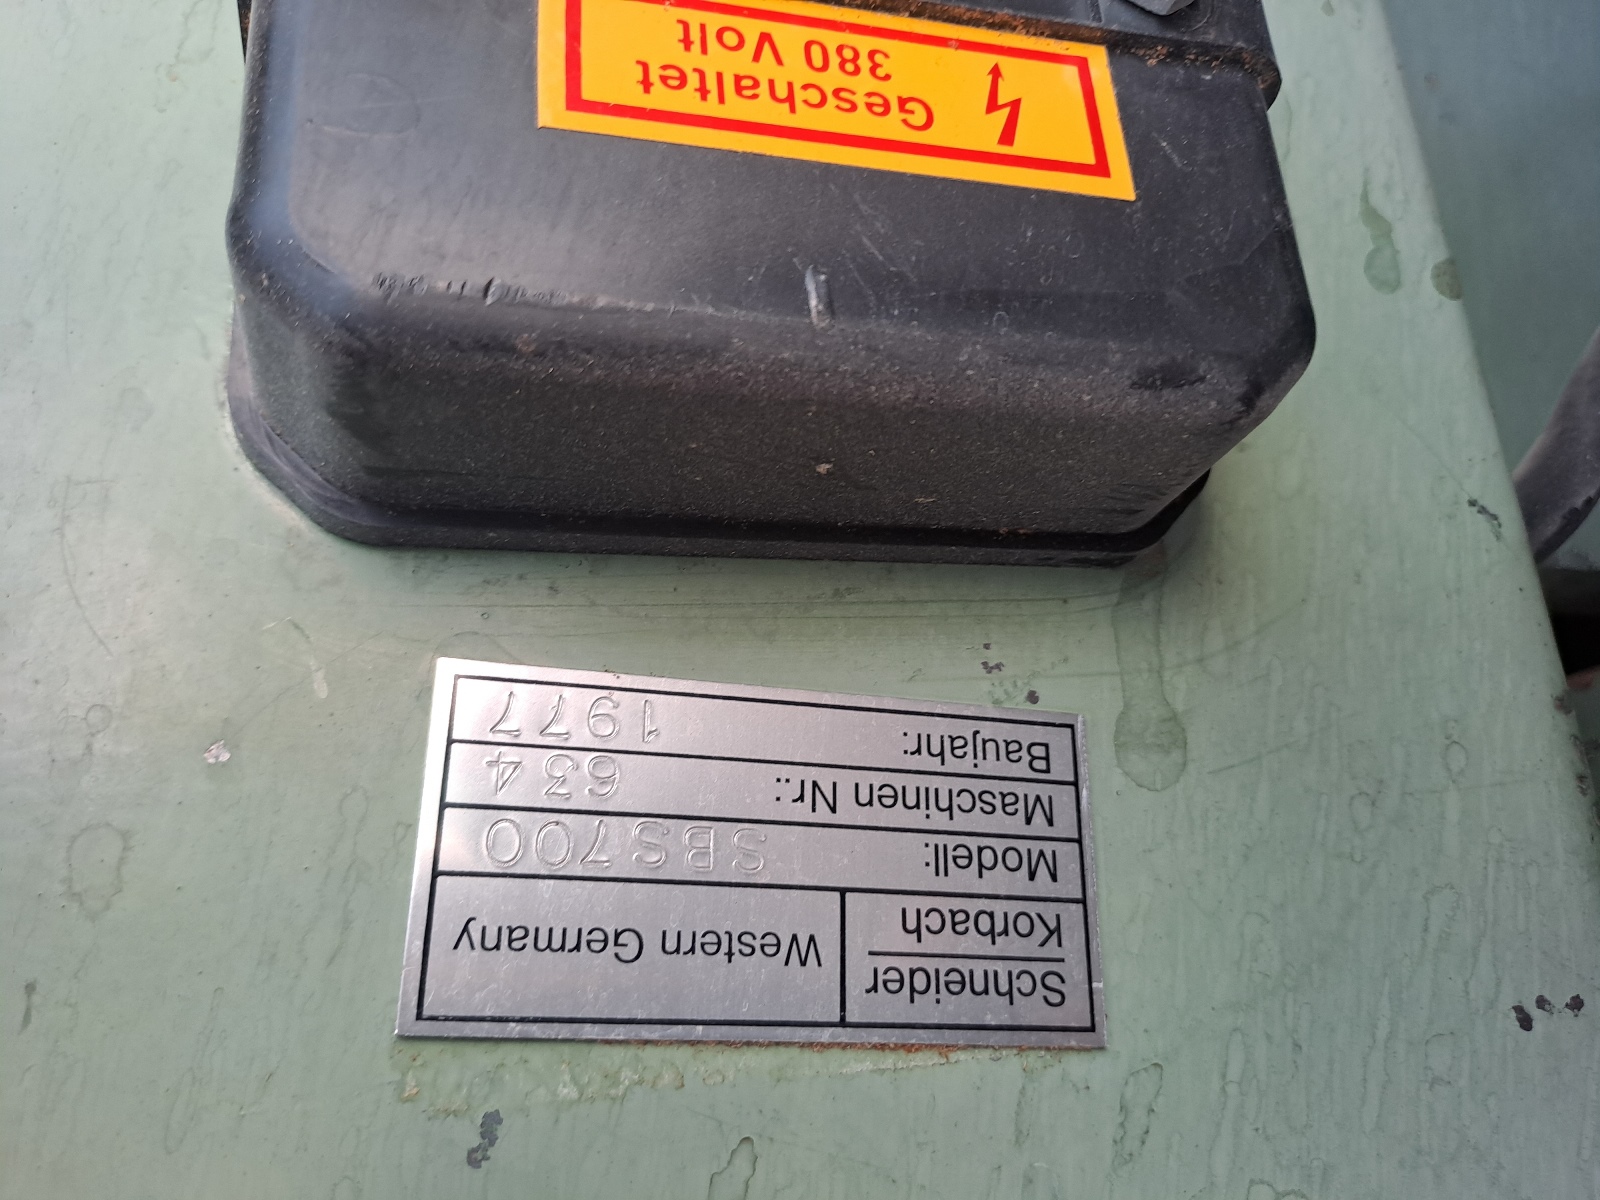 Schneider
Korbach
Western Germany
Modell: SBS700
Maschinen Nr.: 634
Baujahr: 1977
Geschaltet
380 Volt